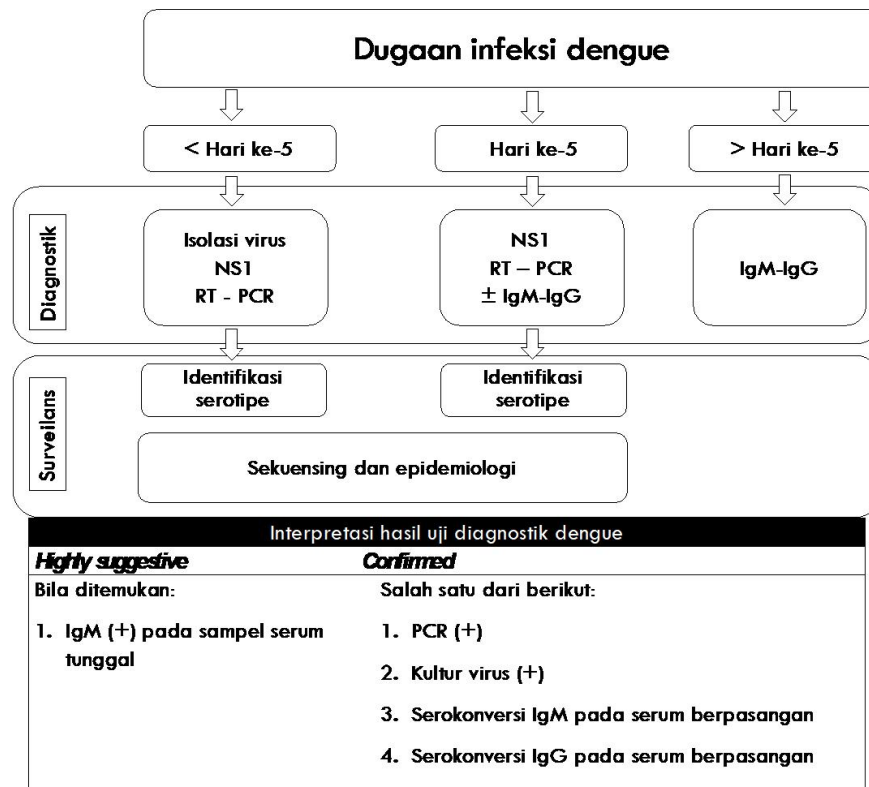 Dugaan infeksi dengue
< Hari ke-5
Hari ke-5
> Hari ke-5
Diagnostik
Isolasi virus
NS1
RT - PCR
NS1
RT – PCR
± IgM-IgG
IgM-IgG
Surveilans
Identifikasi
serotipe
Identifikasi
serotipe
Sekuensing dan epidemiologi
Interpretasi hasil uji diagnostik dengue
Highly suggestive
Confirmed
Bila ditemukan:
1. IgM (+) pada sampel serum
tunggal
Salah satu dari berikut:
1. PCR (+)
2. Kultur virus (+)
3. Serokonversi IgM pada serum berpasangan
4. Serokonversi IgG pada serum berpasangan